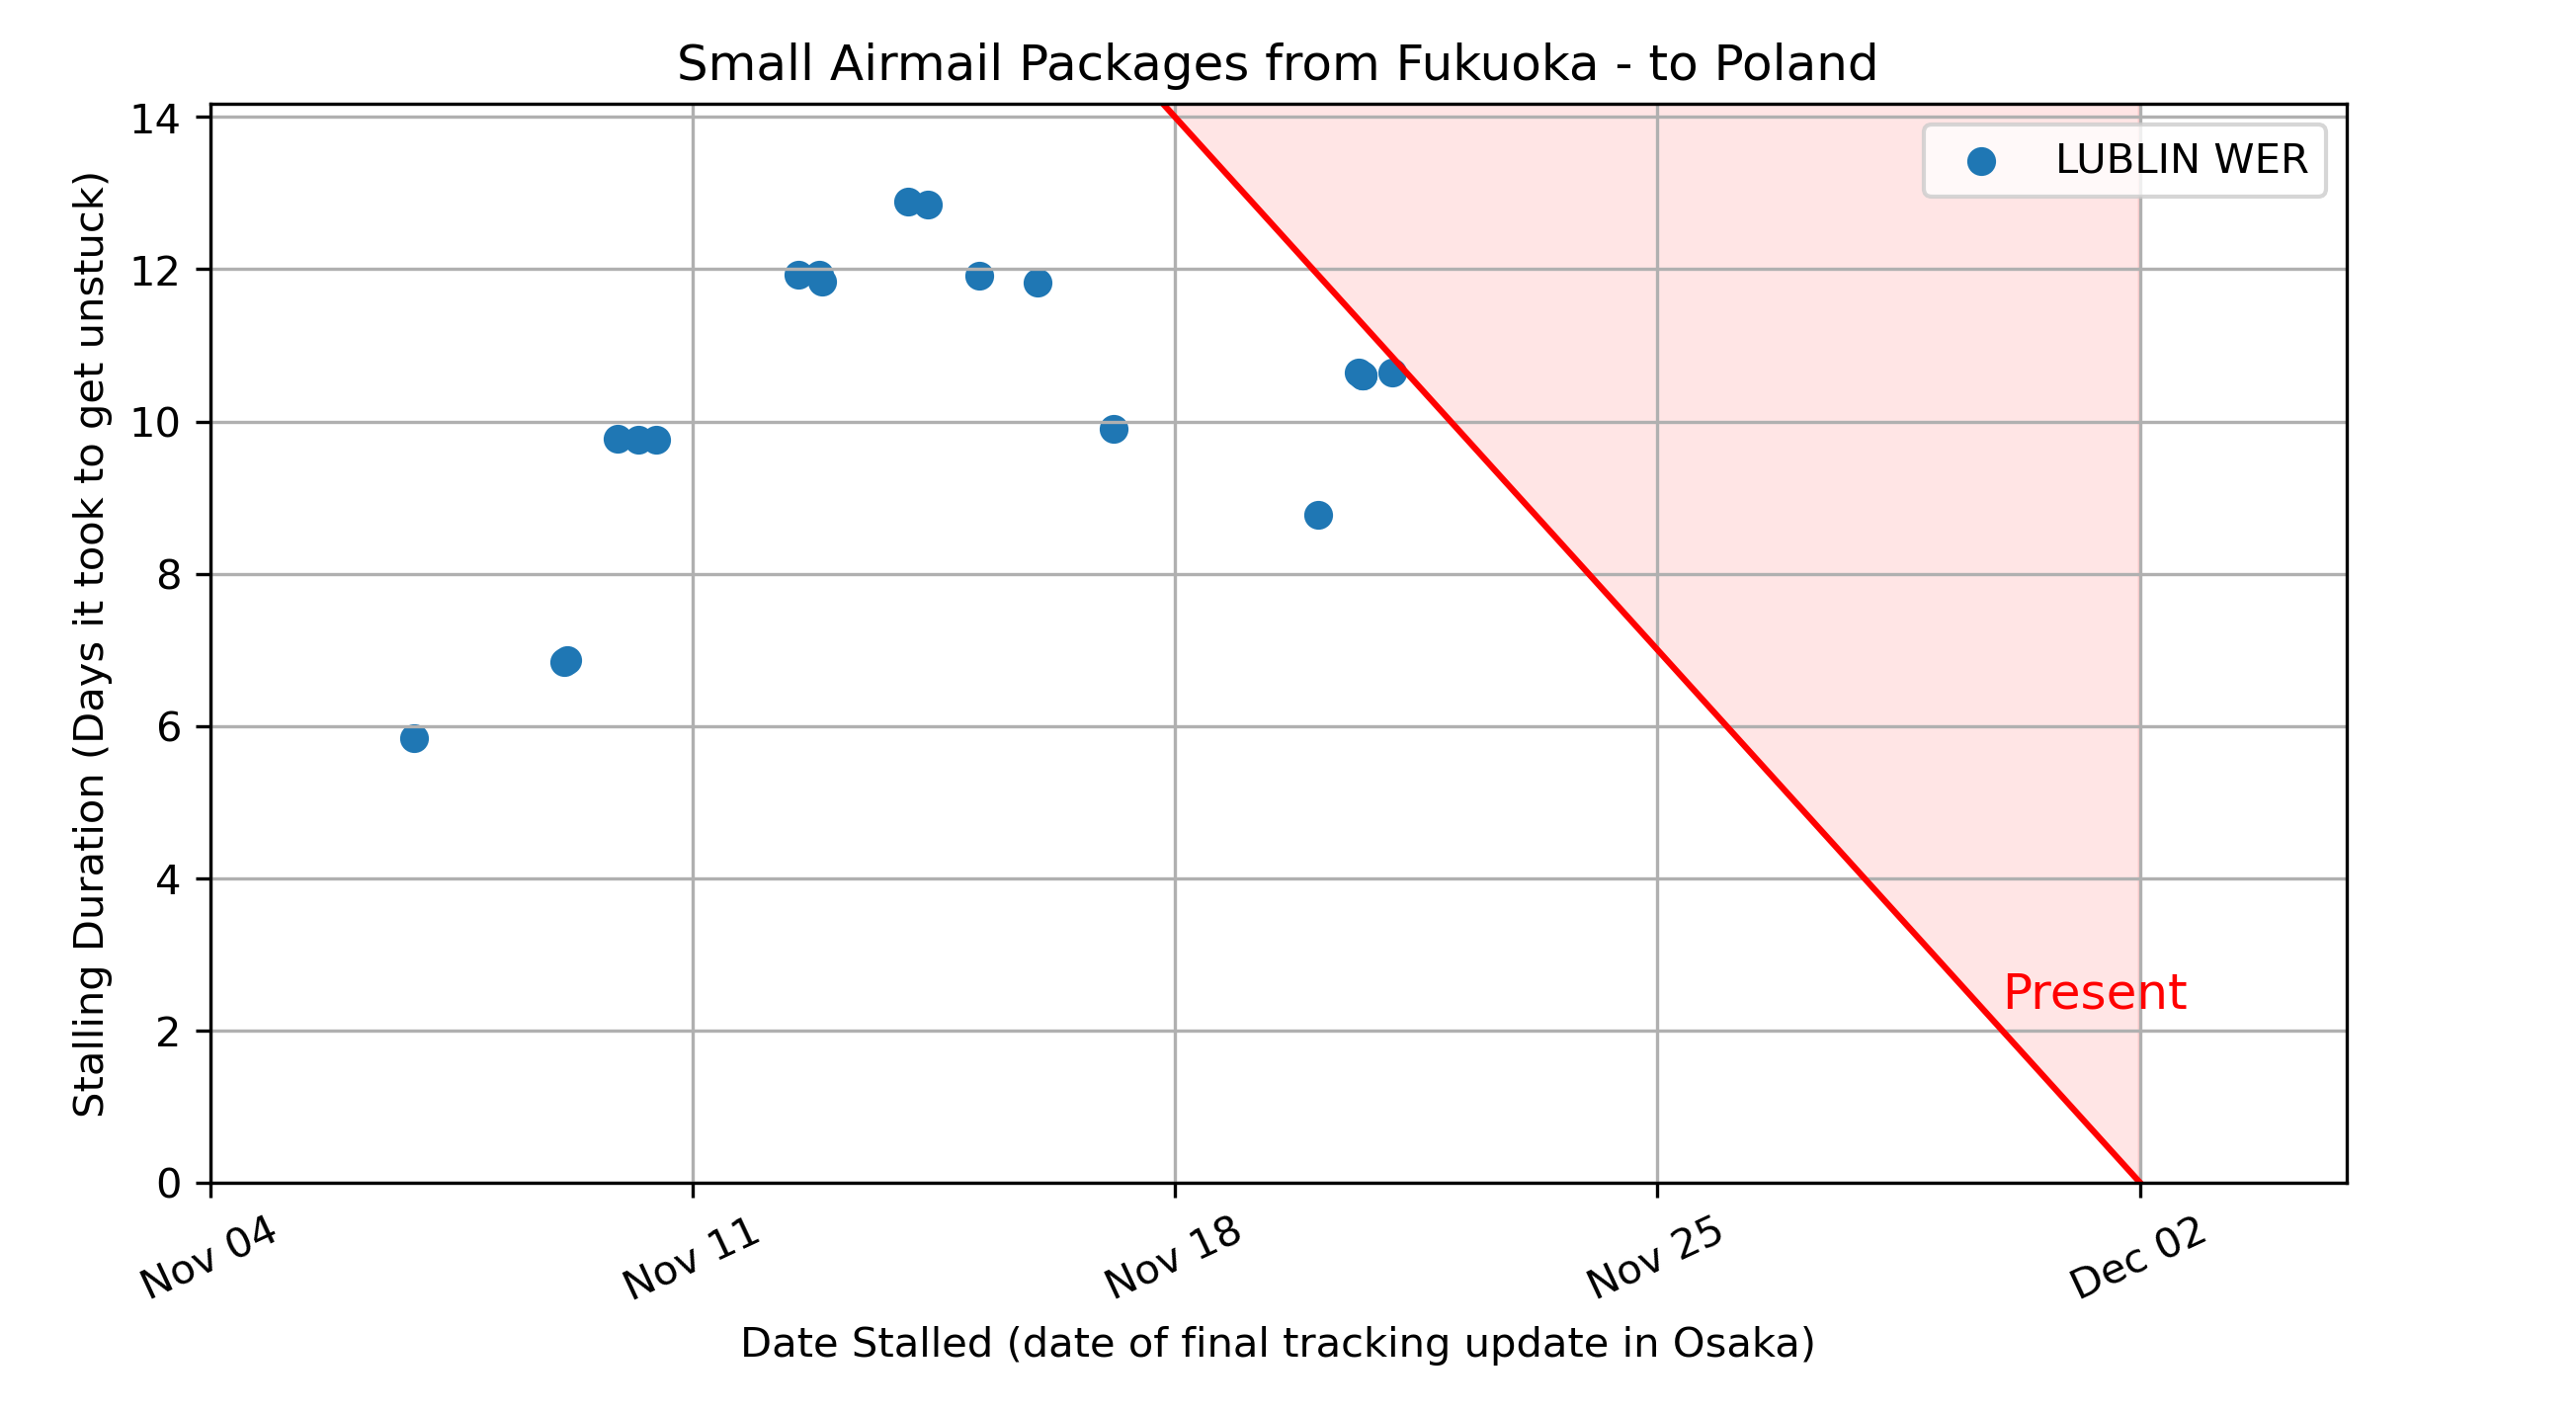 Small Airmail Packages from Fukuoka - to Poland
LUBLIN WER
14
12
10
8
6
4
2
0
Stalling Duration (Days it took to get unstuck)
Present
Nov 04
Nov 11
Nov 18
Nov 25
Dec 02
Date Stalled (date of final tracking update in Osaka)